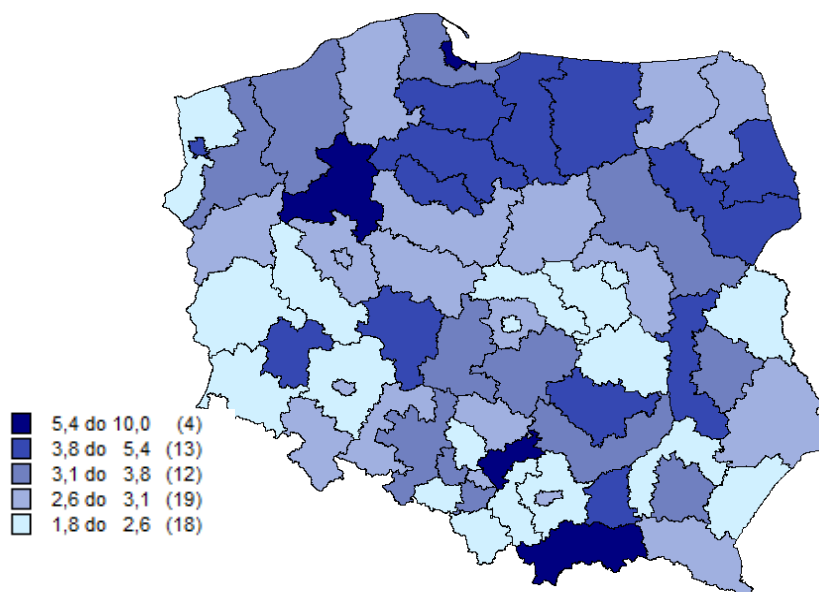 5,4 do 10,0 (4)
3,8 do 5,4 (13)
3,1 do 3,8 (12)
2,6 do 3,1 (19)
1,8 do 2,6 (18)